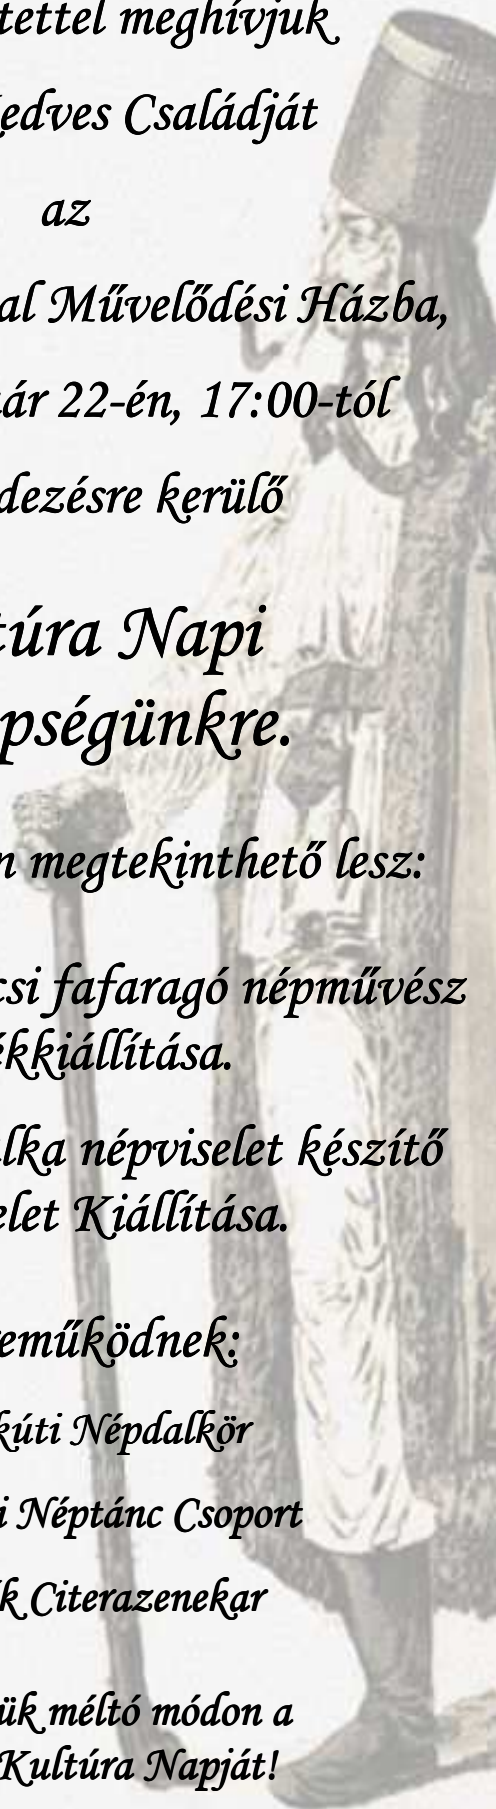 tettel meghívjuk
edves Családját
az
al Művelődési Házba,
ár 22-én, 17:00-tól
dezésre kerülő
túra Napi
pségünkre.
n megtekinthető lesz:
csi fafaragó népművész
ékkiállítása.
lka népviselet készítő
elet Kiállítása.
eműködnek:
kúti Népdalkör
i Néptánc Csoport
k Citerazenekar
ük méltó módon a
Kultúra Napját!